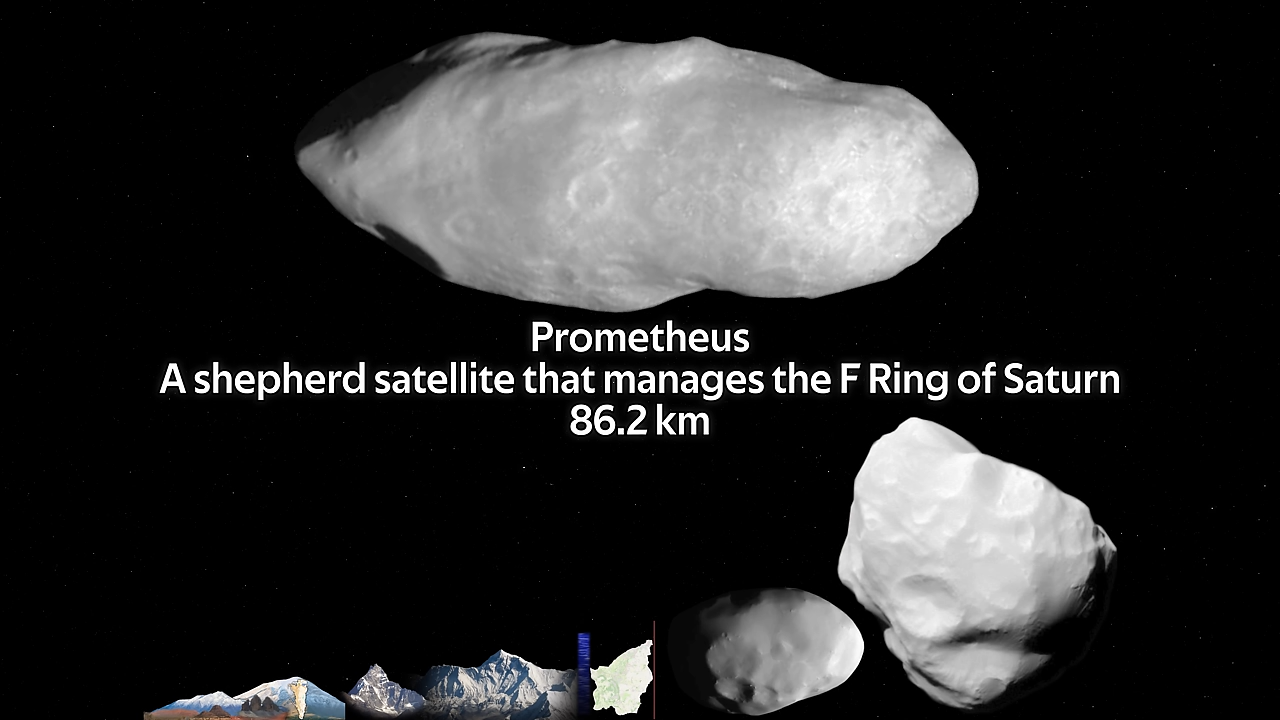 Prometheus
A shepherd satellite that manages the F Ring of Saturn
86.2 km